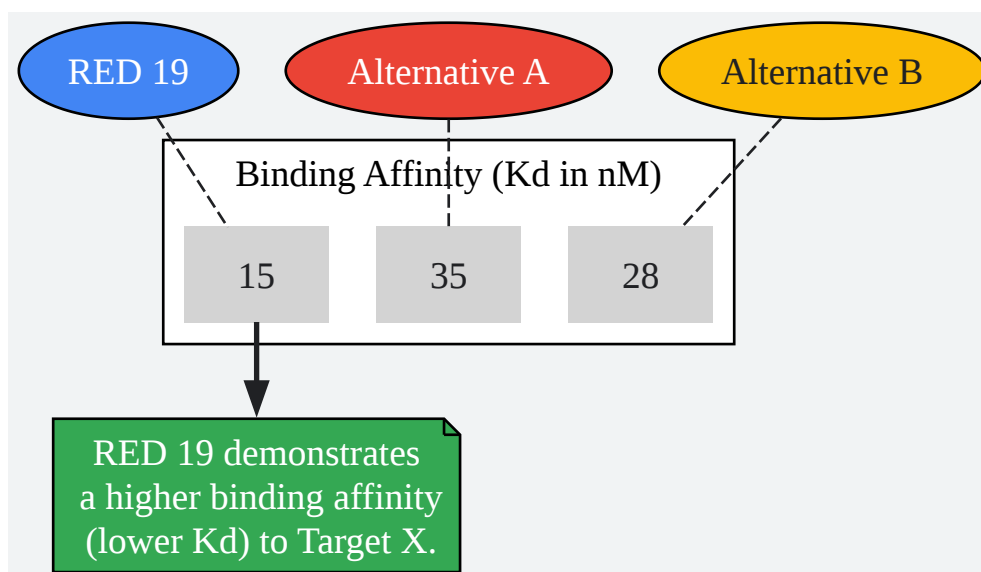 RED 19
Alternative A
Alternative B
Binding Affinity (Kd in nM)
15
35
28
RED 19 demonstrates
a higher binding affinity
(lower Kd) to Target X.